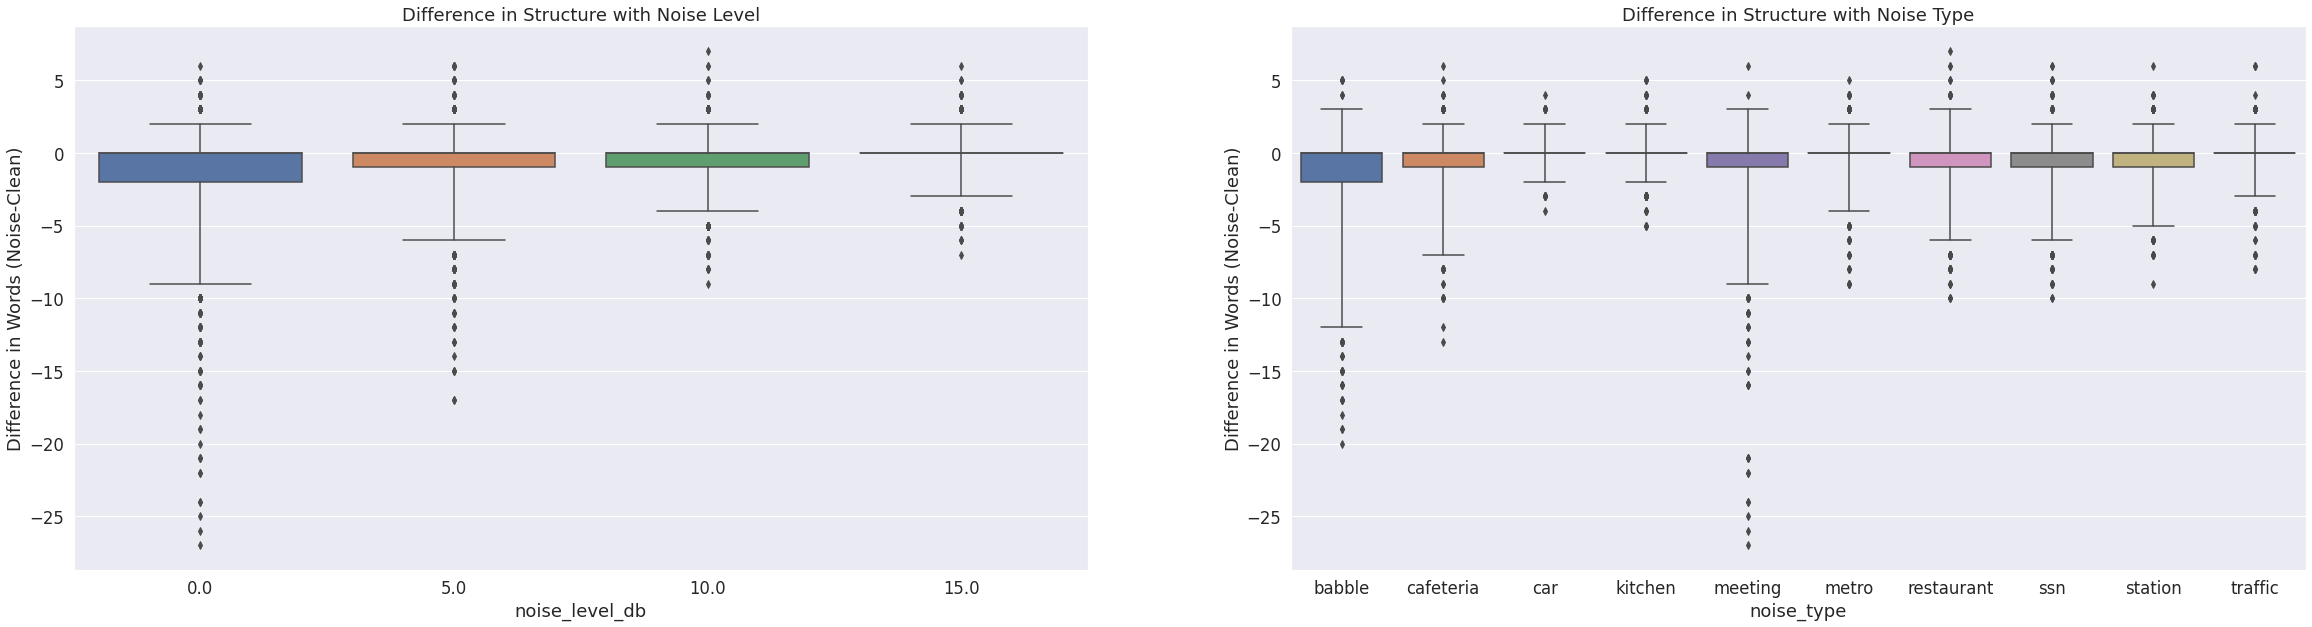 Difference in Structure with Noise Level
Difference in Words (Noise-Clean)
5
0
−5
−10
−15
−20
−25
0.0 5.0 10.0 15.0
noise_level_db
Difference in Structure with Noise Type
Difference in Words (Noise-Clean)
5
0
−5
−10
−15
−20
−25
babble cafeteria car kitchen meeting metro restaurant ssn station traffic
noise_type